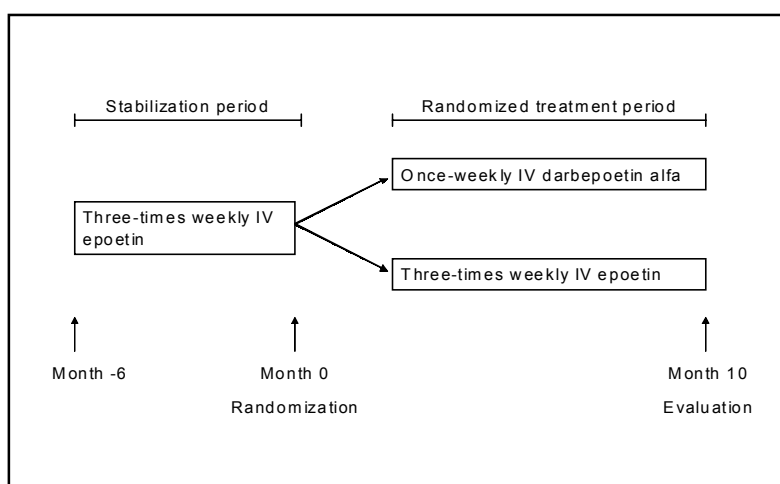 Stabilization period
Randomized treatment period
Once-weekly IV darbepoetin alfa
Three-times weekly IV
epoetin
Three-times weekly IV epoetin
Month -6
Month 0
Month 10
Randomization
Evaluation